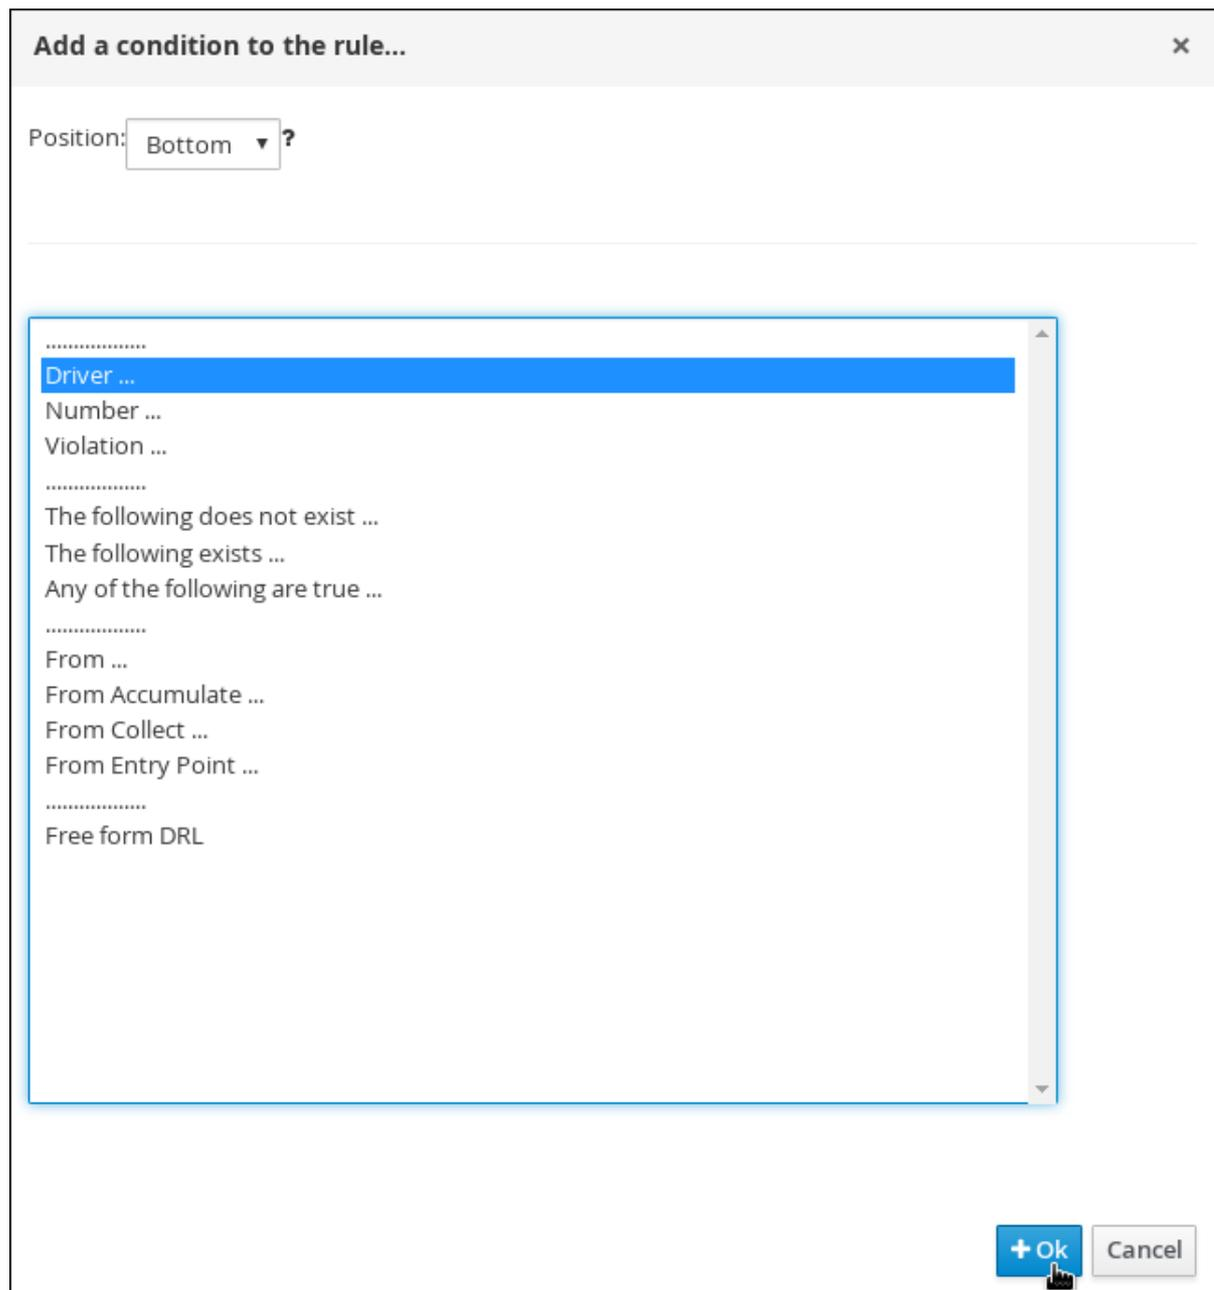 Add a condition to the rule...
×
Position: Bottom ▼ ?
..................
Driver ...
Number ...
Violation ...
..................
The following does not exist ...
The following exists ...
Any of the following are true ...
..................
From ...
From Accumulate ...
From Collect ...
From Entry Point ...
..................
Free form DRL
+ Ok
Cancel